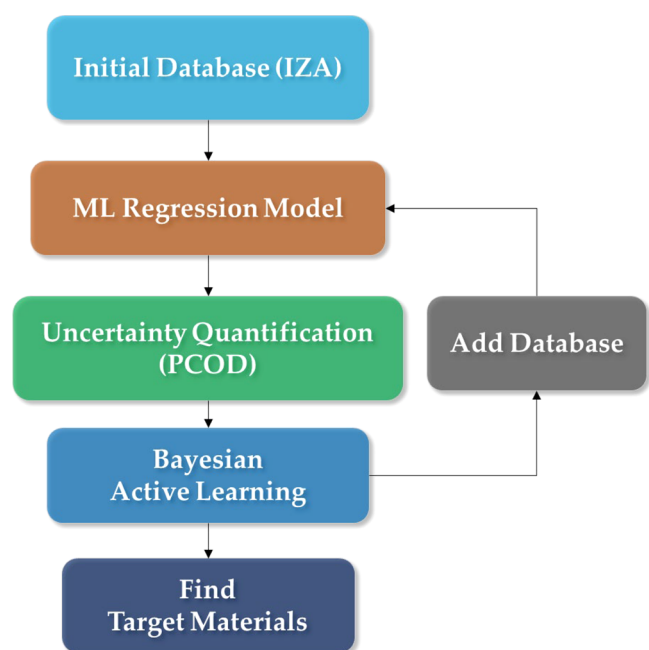 Initial Database (IZA)
ML Regression Model
Uncertainty Quantification
(PCOD)
Add Database
Bayesian
Active Learning
Find
Target Materials